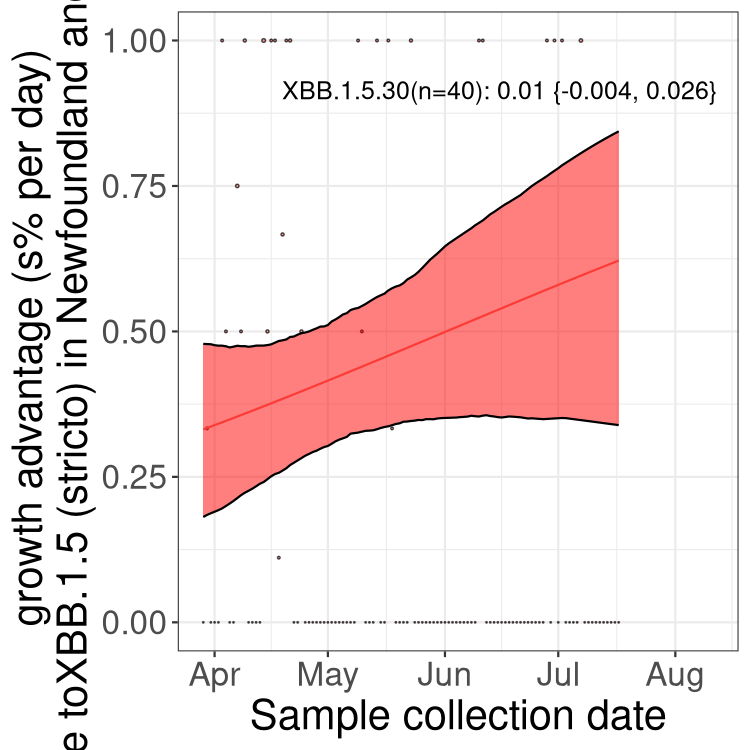 growth advantage (s% per day)
e toXBB.1.5 (stricto) in Newfoundland and
1.00
0.75
0.50
0.25
0.00
XBB.1.5.30(n=40): 0.01 {-0.004, 0.026}
Apr May Jun Jul Aug
Sample collection date